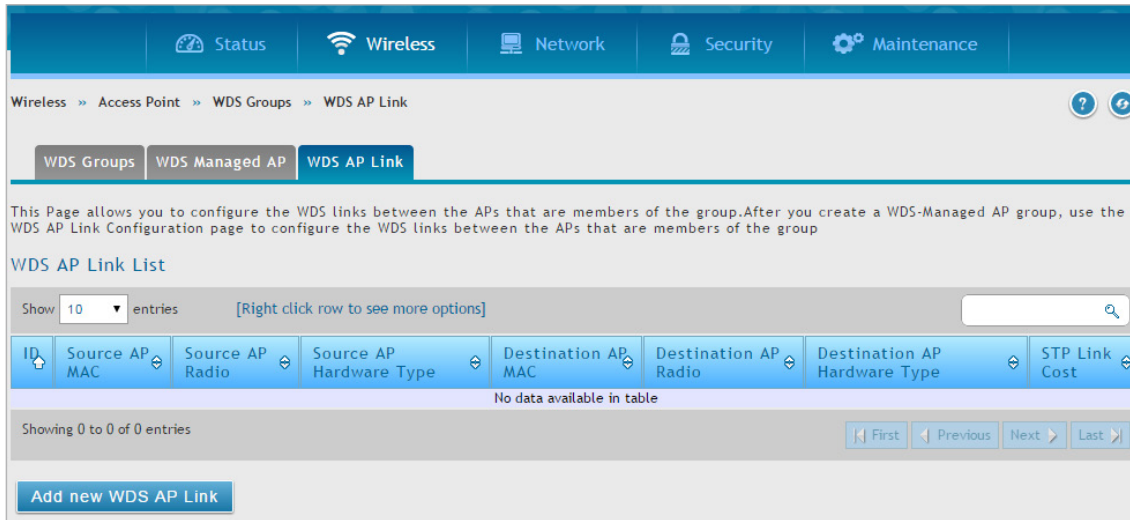 Status Wireless Network Security Maintenance
Wireless » Access Point » WDS Groups » WDS AP Link
WDS Groups WDS Managed AP WDS AP Link
This Page allows you to configure the WDS links between the APs that are members of the group.After you create a WDS-Managed AP group, use the
WDS AP Link Configuration page to configure the WDS links between the APs that are members of the group
WDS AP Link List
Show 10 entries [Right click row to see more options]
ID Source AP MAC Source AP Radio Source AP Hardware Type Destination AP MAC Destination AP Radio Destination AP Hardware Type STP Link Cost
No data available in table
Showing 0 to 0 of 0 entries First Previous Next Last
Add new WDS AP Link